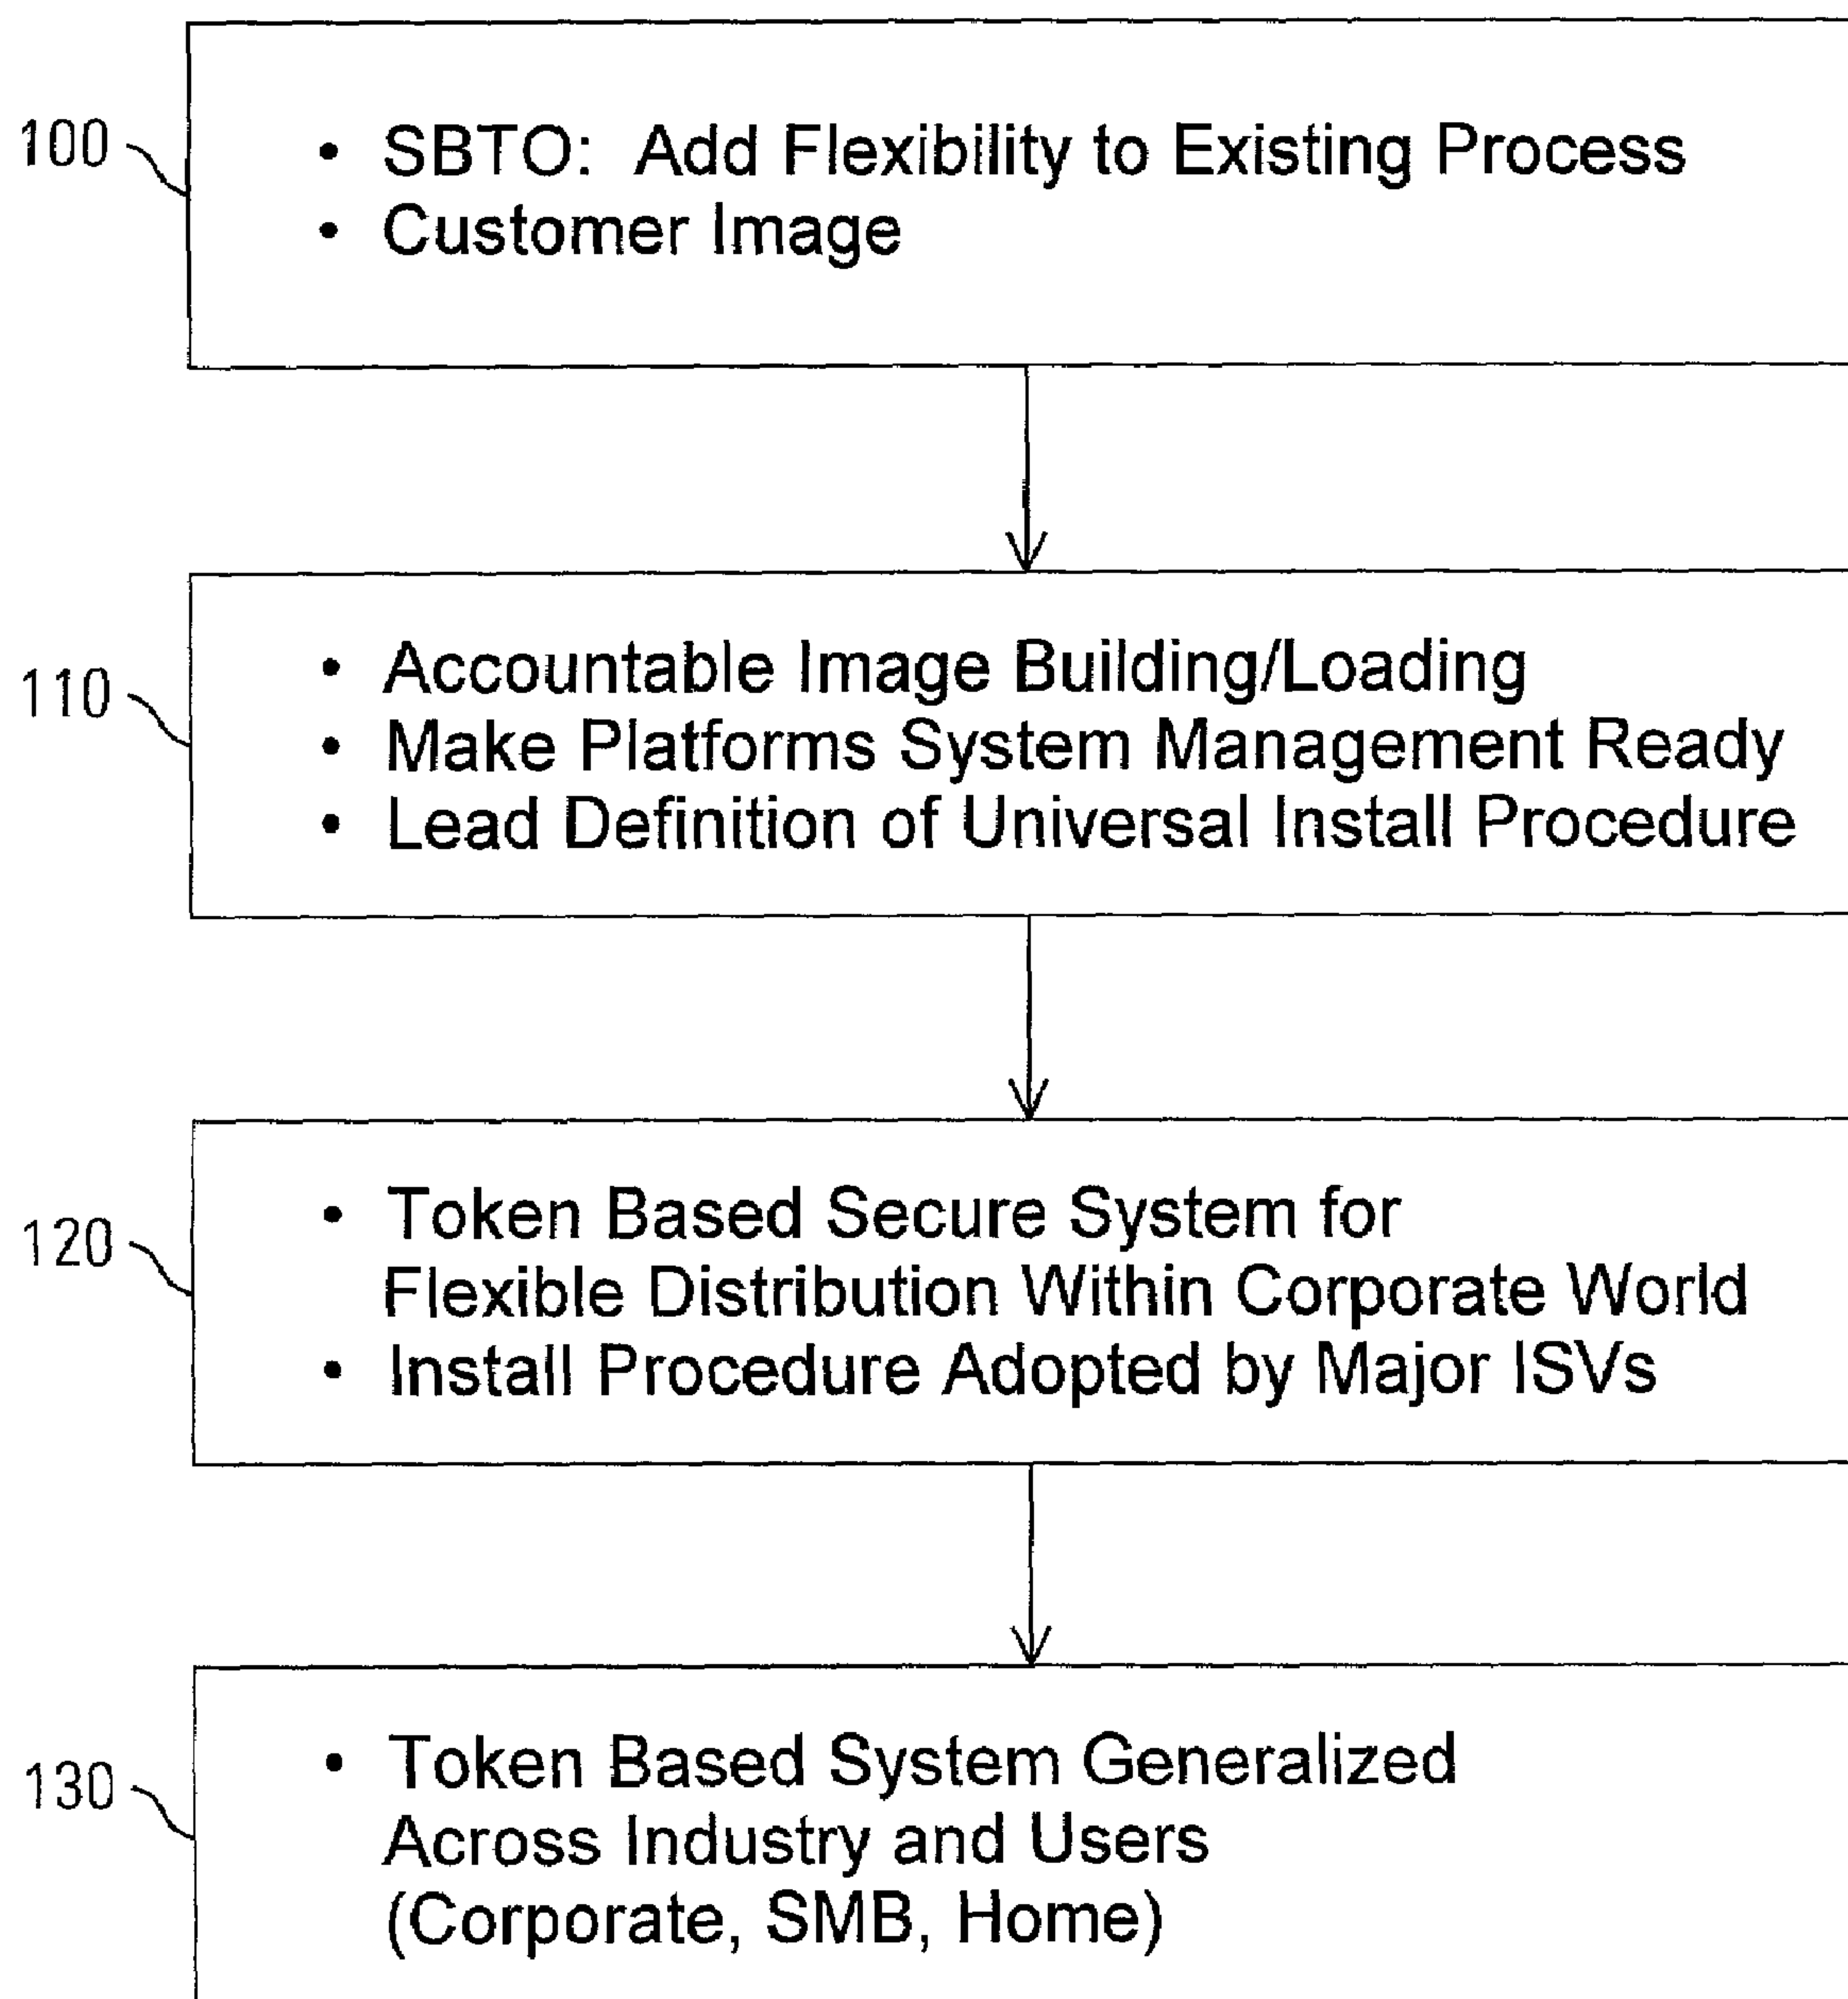 100
• SBTO: Add Flexibility to Existing Process
• Customer Image
110
• Accountable Image Building/Loading
• Make Platforms System Management Ready
• Lead Definition of Universal Install Procedure
120
• Token Based Secure System for
Flexible Distribution Within Corporate World
• Install Procedure Adopted by Major ISVs
130
• Token Based System Generalized
Across Industry and Users
(Corporate, SMB, Home)